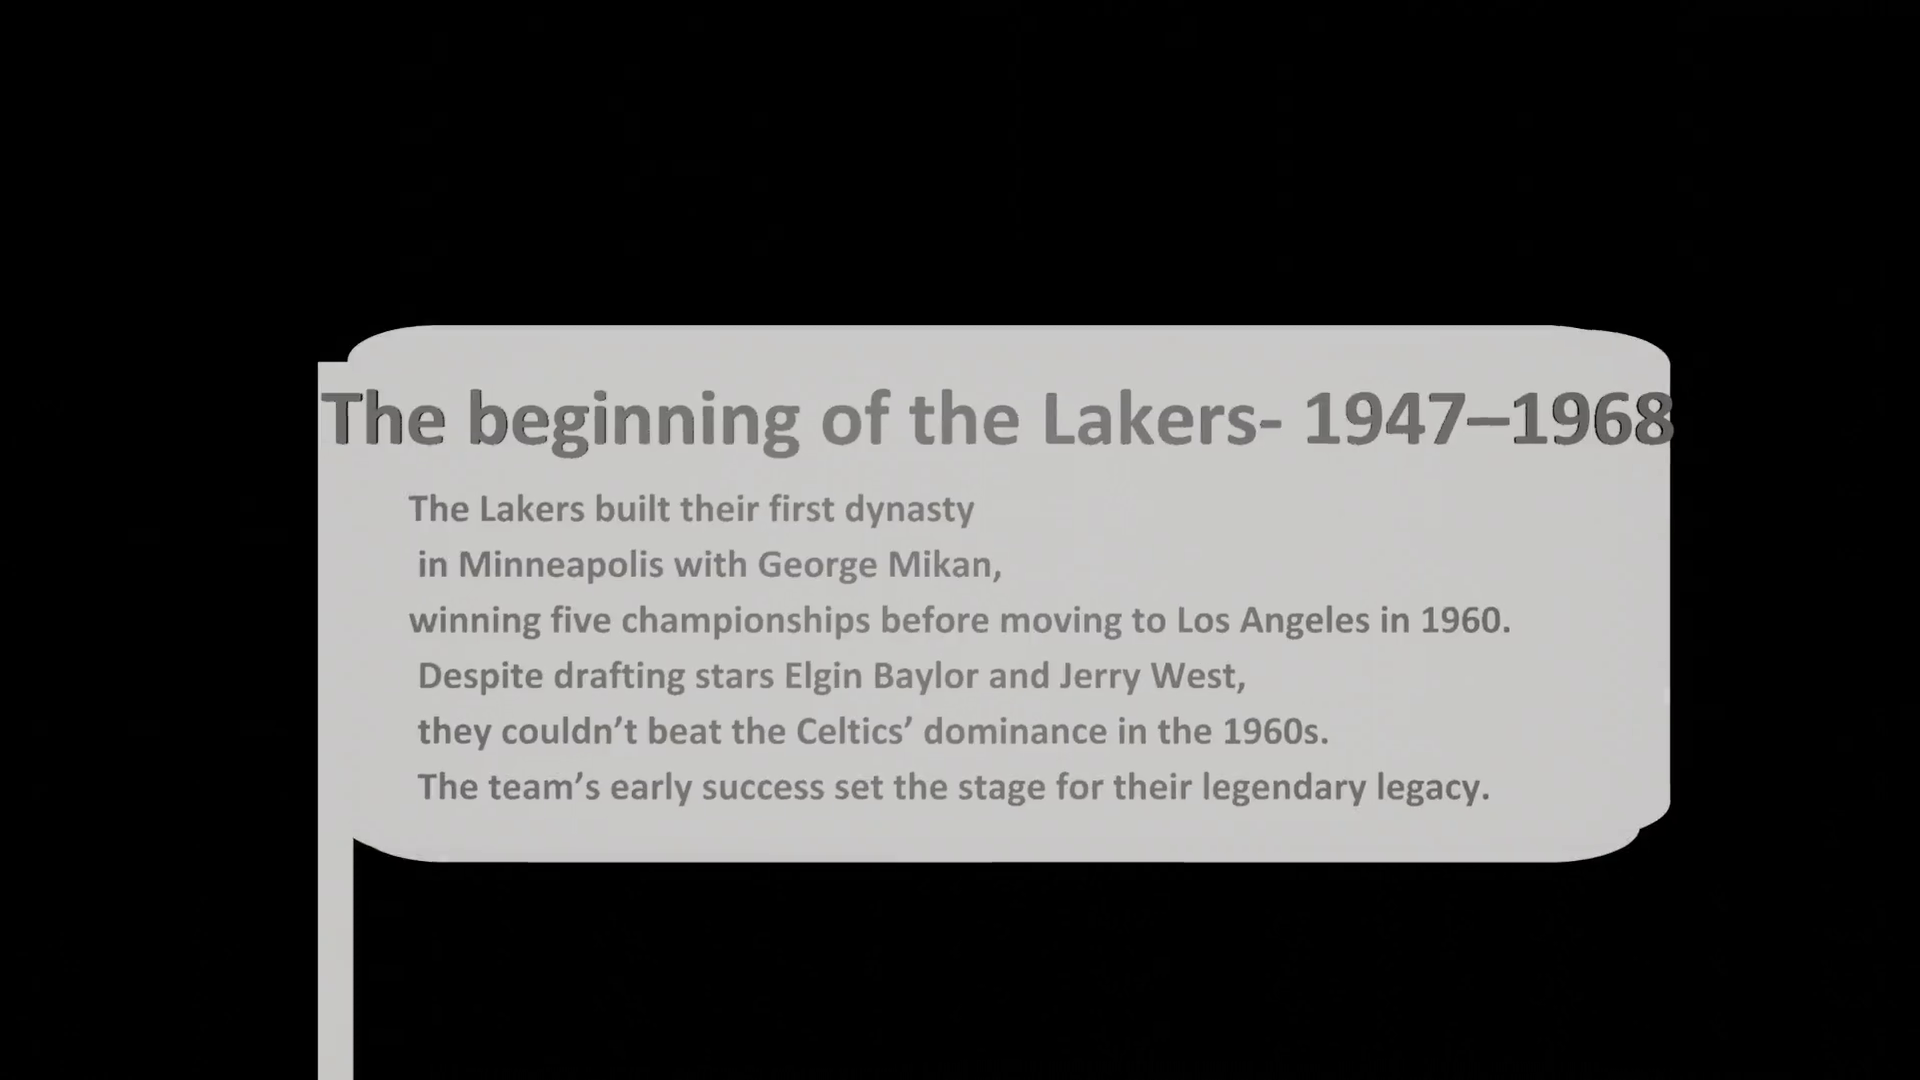 The beginning of the Lakers- 1947–1968
The Lakers built their first dynasty
in Minneapolis with George Mikan,
winning five championships before moving to Los Angeles in 1960.
Despite drafting stars Elgin Baylor and Jerry West,
they couldn’t beat the Celtics’ dominance in the 1960s.
The team’s early success set the stage for their legendary legacy.